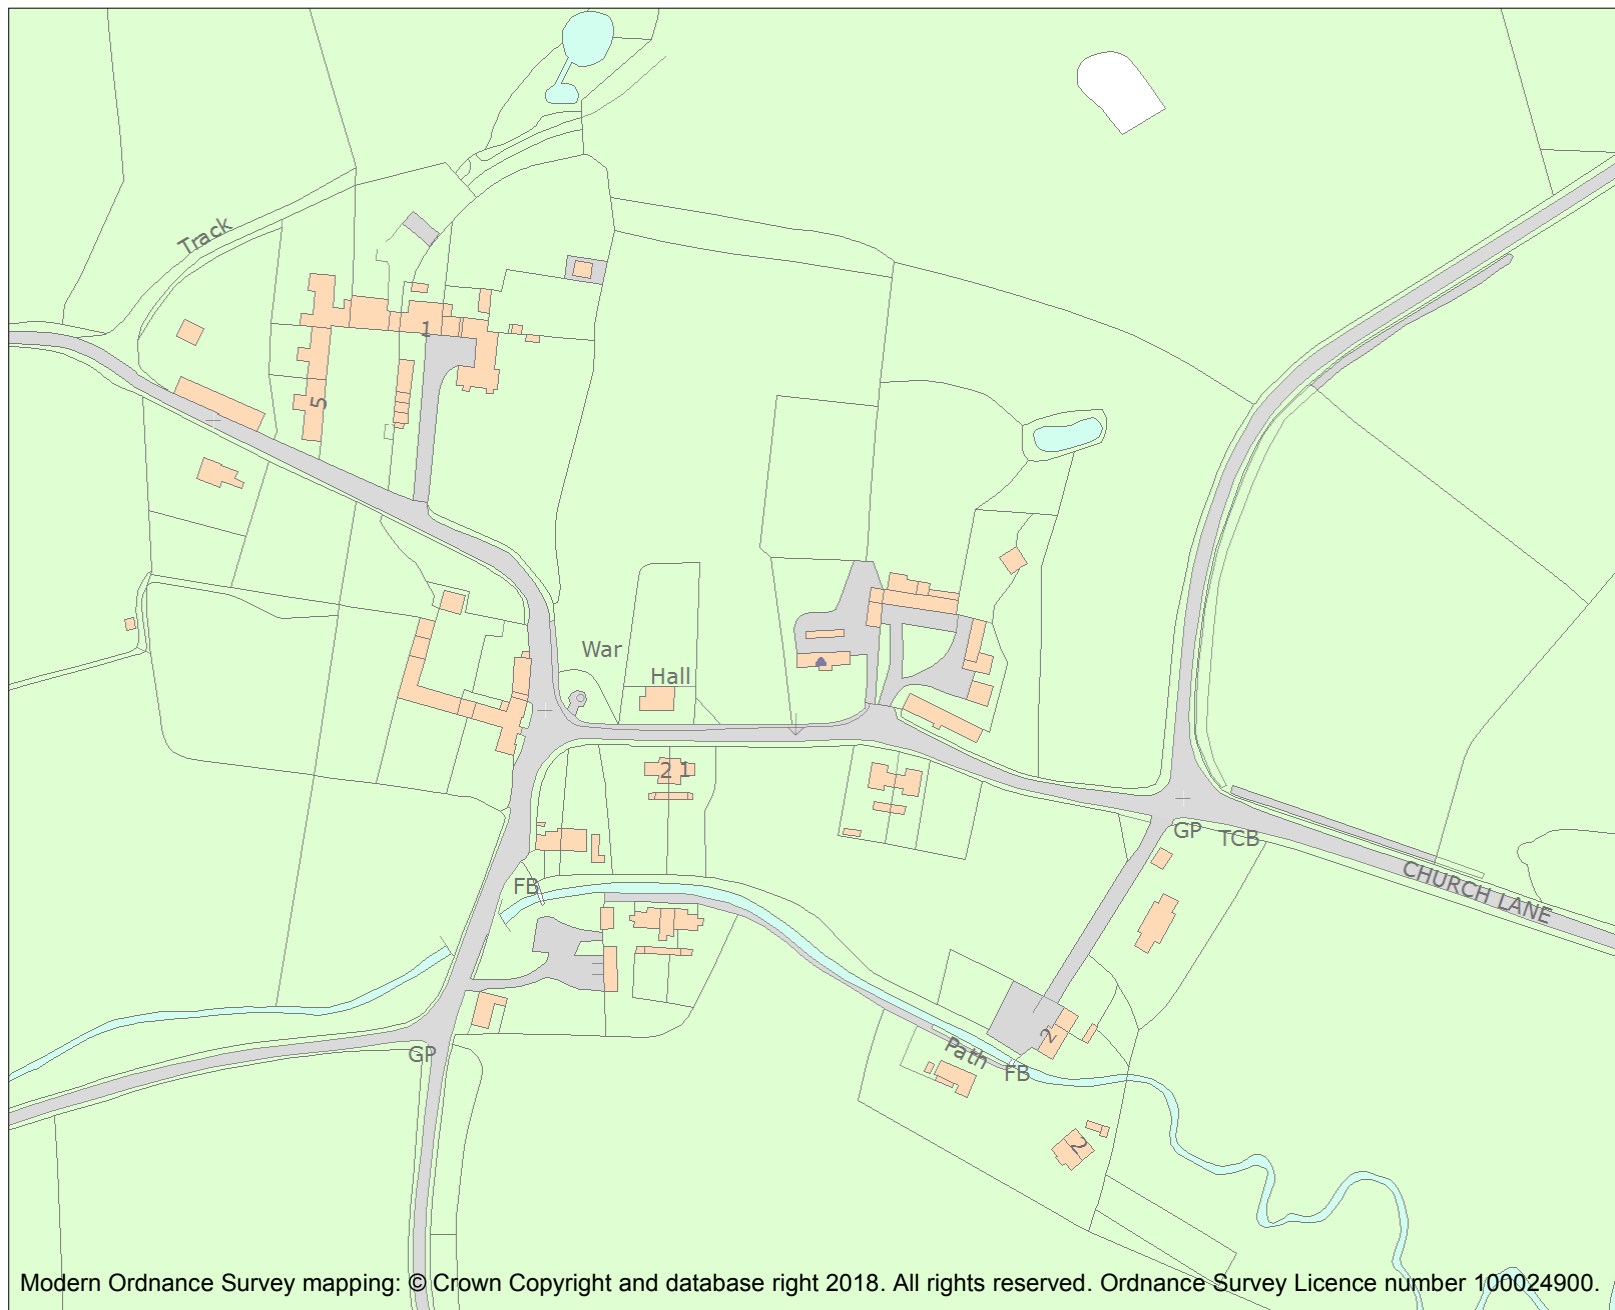 Track
1
5
War
Hall
2 1
GP
TCB
CHURCH LANE
FB
2
Path
GP
FB
2
Modern Ordnance Survey mapping: © Crown Copyright and database right 2018. All rights reserved. Ordnance Survey Licence number 100024900.